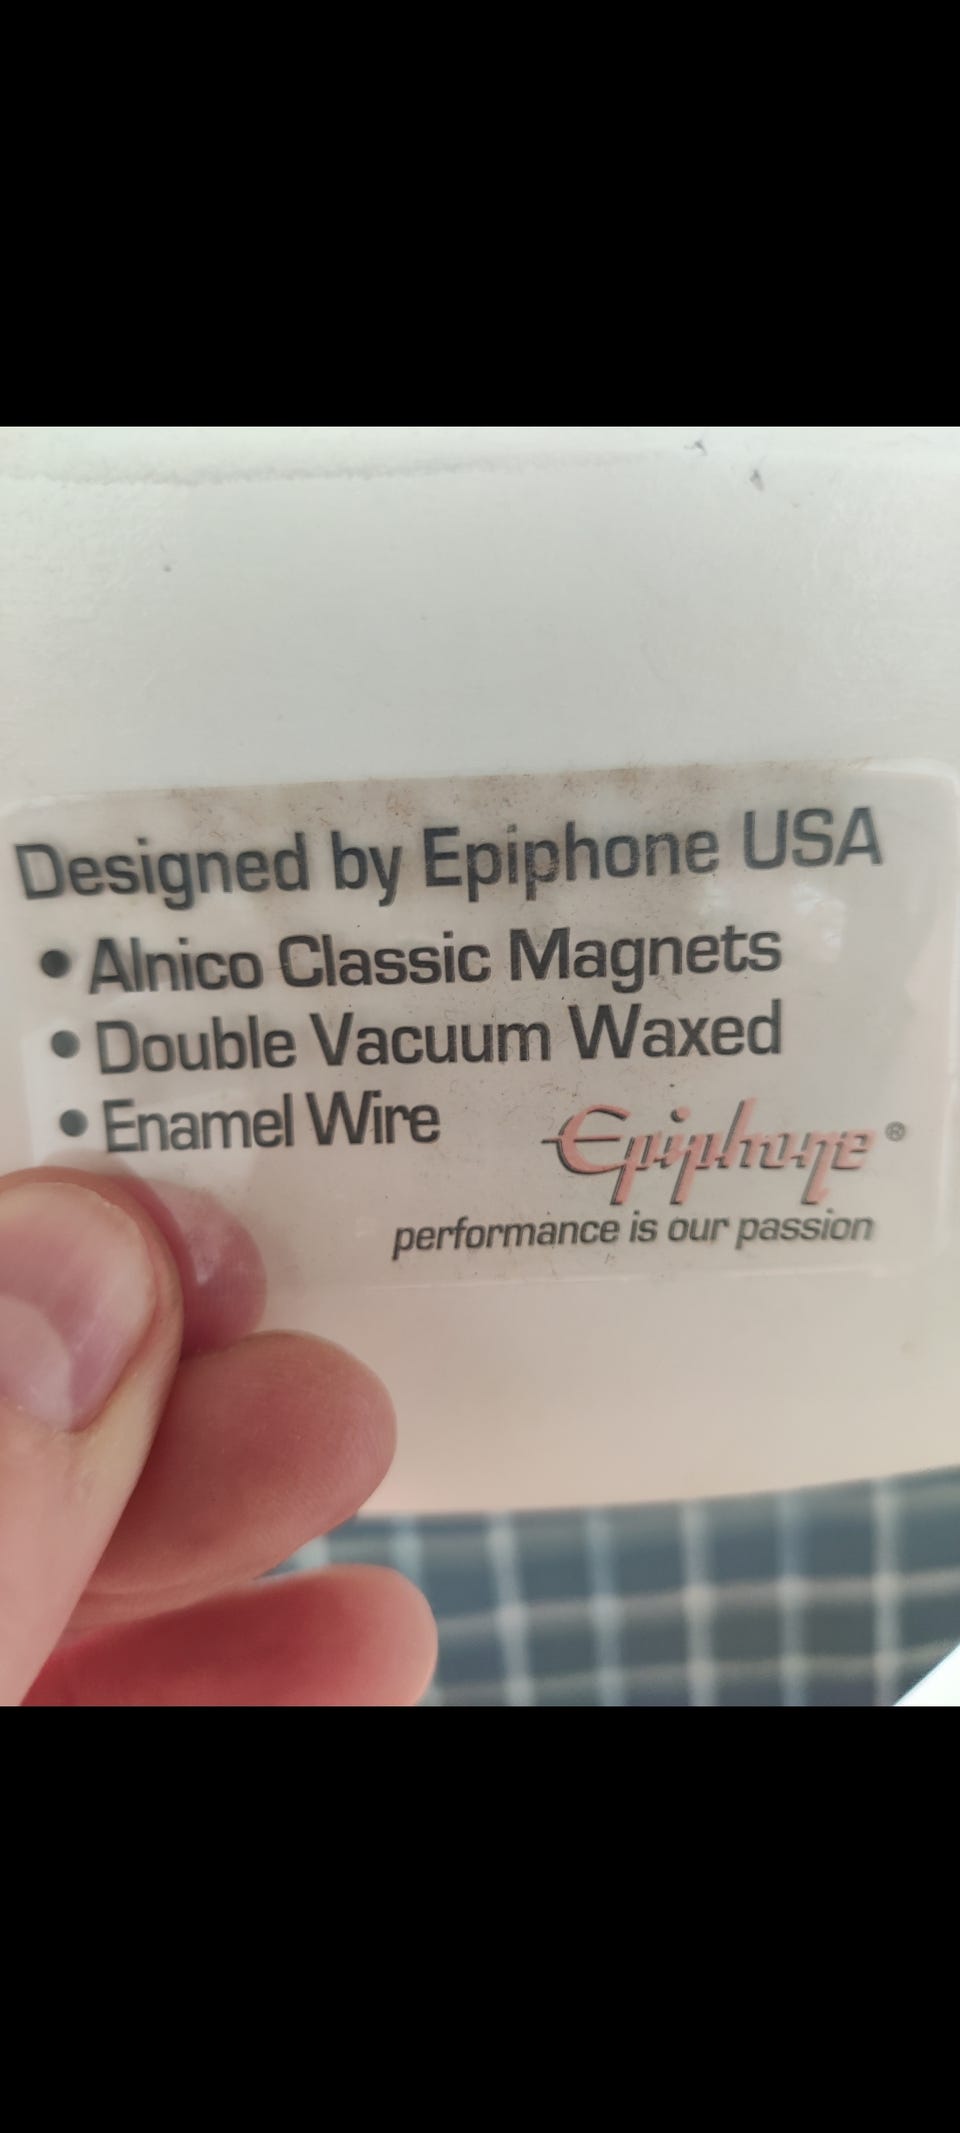 Designed by Epiphone USA
• Alnico Classic Magnets
• Double Vacuum Waxed
• Enamel Wire
Epiphone®
performance is our passion